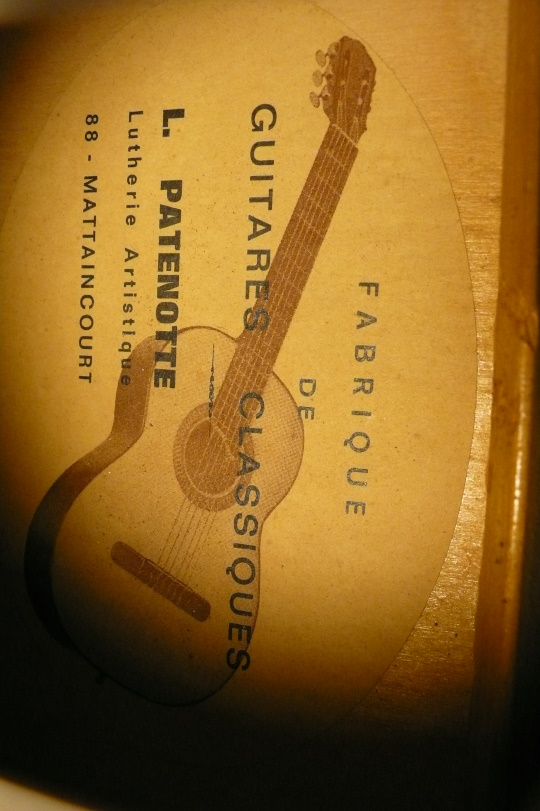 FABRIQUE
DE
GUITARES CLASSIQUES
L. PATENOTTE
Lutherie Artistique
88 - MATTAINCOURT